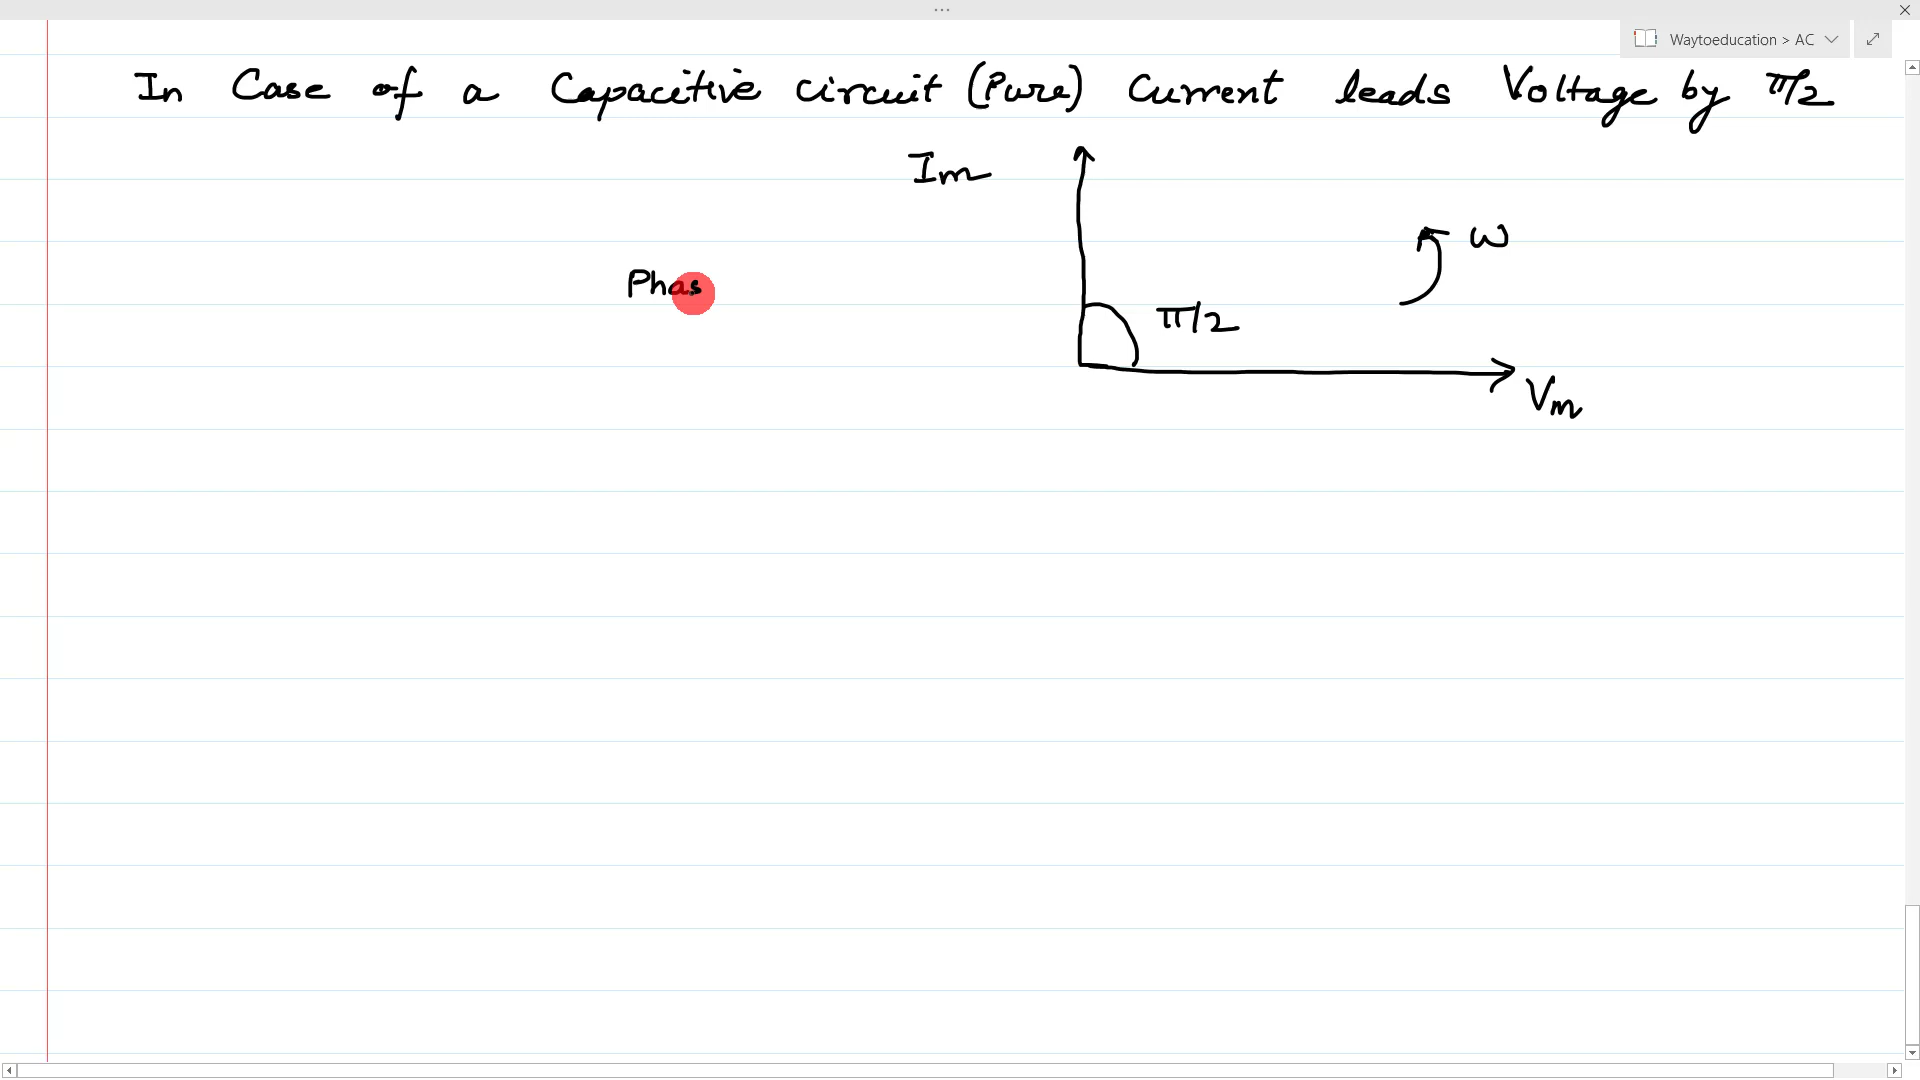 Waytoeducation > AC
In Case of a Capacitive circuit (Pure) Current leads Voltage by π/2
Im
ω
Phas
π/2
Vm